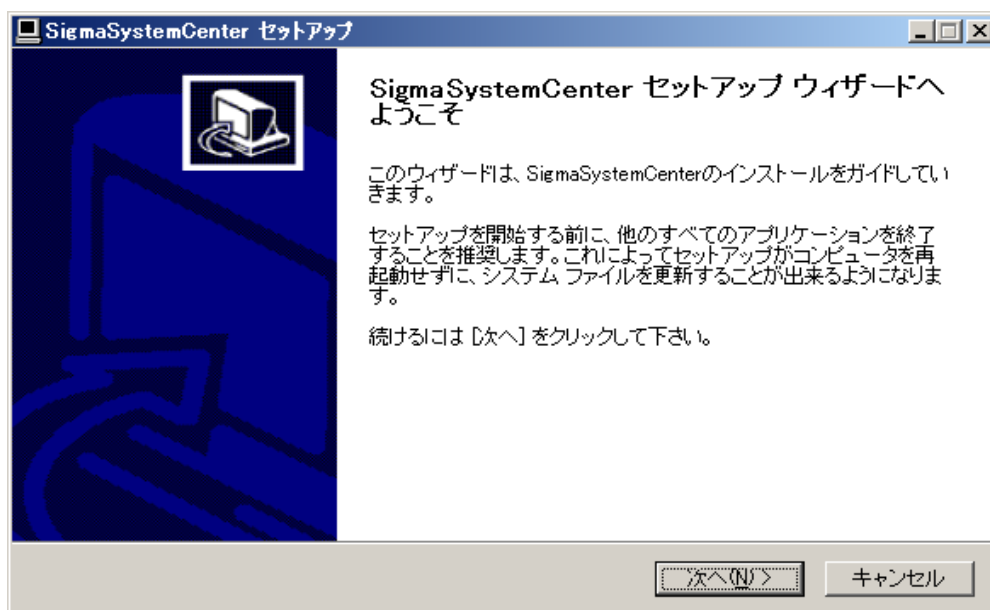 SigmaSystemCenter セットアップ
SigmaSystemCenter セットアップ ウィザードへ
ようこそ
このウィザードは、SigmaSystemCenterのインストールをガイドしてい
きます。
セットアップを開始する前に、他のすべてのアプリケーションを終了
することを推奨します。これによってセットアップがコンピュータを再
起動せずに、システム ファイルを更新することが出来るようになりま
す。
続けるには [次へ] をクリックして下さい。
次へ(N) >
キャンセル